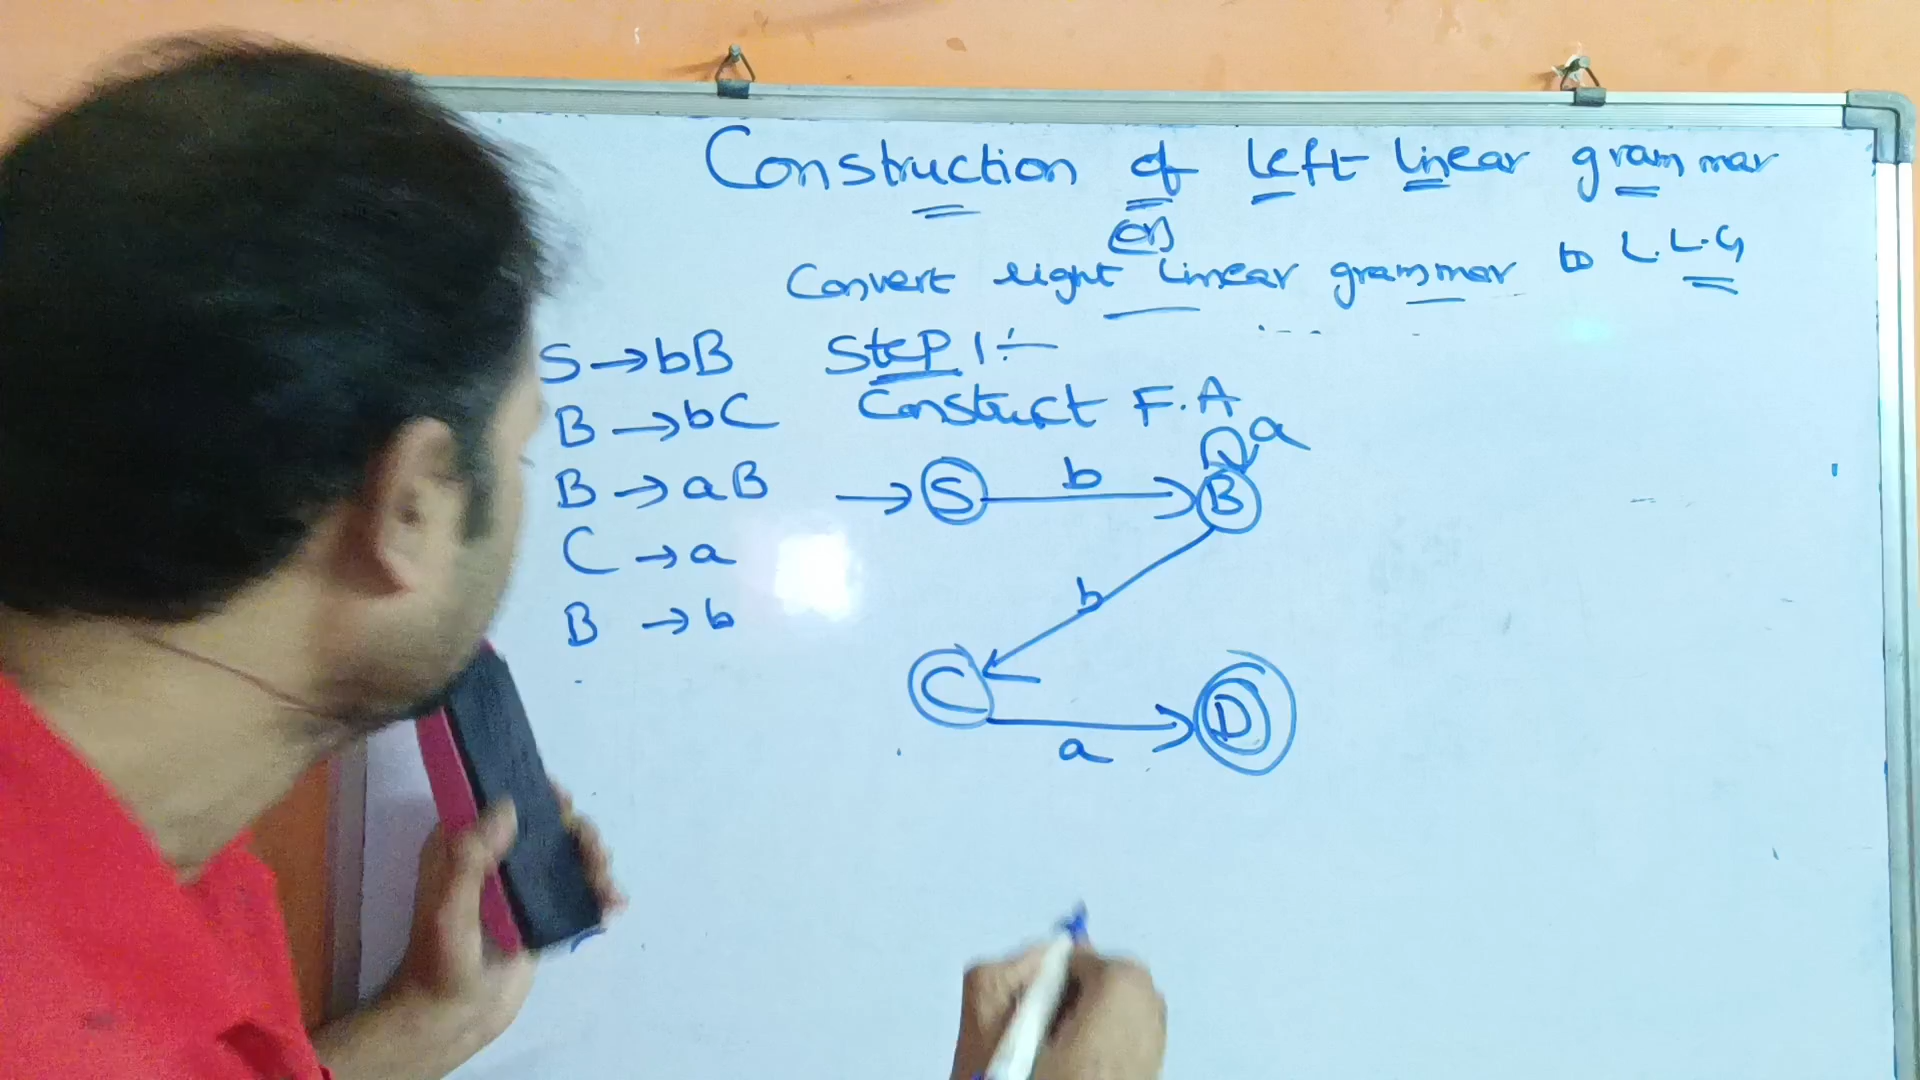 Construction of left linear grammar
(or)
Convert right linear grammar to L.L.G
S → bB
B → bC
B → aB
C → a
B → b
Step 1:-
Construct F.A
a
→ S b B
b
C a D